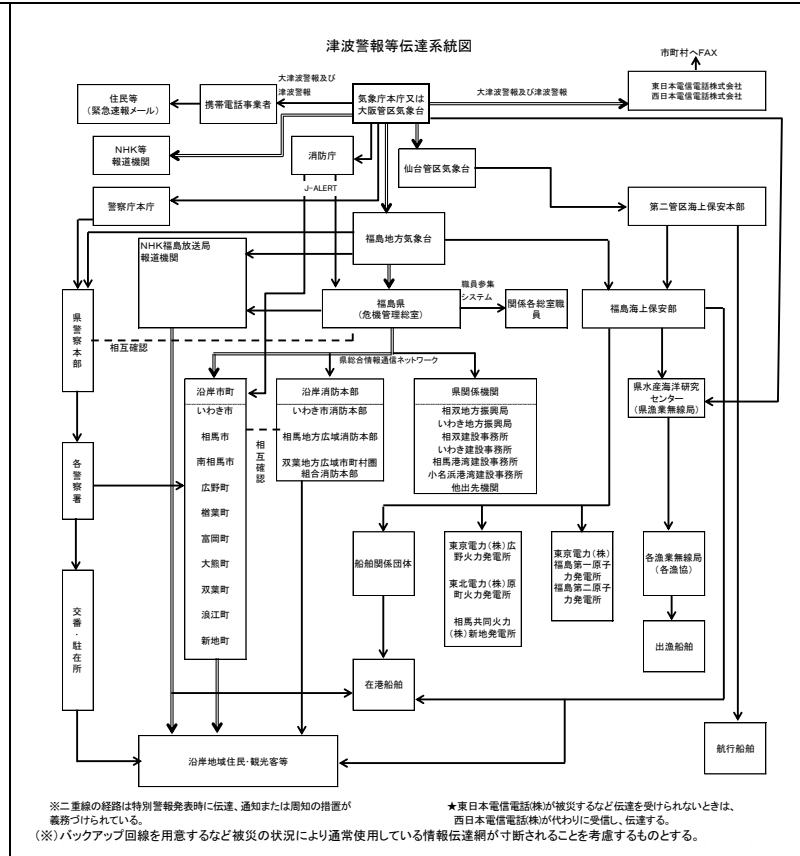 津波警報等伝達系統図
市町村へFAX
大津波警報及び
津波警報
大津波警報及び津波警報
住民等
(緊急速報メール)
携帯電話事業者
気象庁本庁又は
大阪管区気象台
東日本電信電話株式会社
西日本電信電話株式会社
NHK等
報道機関
消防庁
仙台管区気象台
J-ALERT
警察庁本庁
第二管区海上保安本部
福島地方気象台
NHK福島放送局
報道機関
職員参集
システム
県警察本部
福島県
(危機管理総室)
関係各総室職
員
福島海上保安部
相互確認
県総合情報通信ネットワーク
沿岸市町
いわき市
相馬市
南相馬市
広野町
楢葉町
富岡町
大熊町
双葉町
浪江町
新地町
相互確認
沿岸消防本部
いわき市消防本部
相馬地方広域消防本部
双葉地方広域市町村圏
組合消防本部
県関係機関
相双地方振興局
いわき地方振興局
相双建設事務所
いわき建設事務所
相馬港湾建設事務所
小名浜港湾建設事務所
他出先機関
県水産海洋研究
センター
(県漁業無線局)
各警察署
船舶関係団体
東京電力(株)広
野火力発電所
東北電力(株)原
町火力発電所
相馬共同火力
(株)新地発電所
東京電力(株)
福島第一原子
力発電所
福島第二原子
力発電所
各漁業無線局
(各漁協)
交番・駐在所
出漁船舶
在港船舶
沿岸地域住民・観光客等
航行船舶
※二重線の経路は特別警報発表時に伝達、通知または周知の措置が
義務づけられている。
★東日本電信電話(株)が被災するなど伝達を受けられないときは、
西日本電信電話(株)が代わりに受信し、伝達する。
(※)バックアップ回線を用意するなど被災の状況により通常使用している情報伝達網が寸断されることを考慮するものとする。